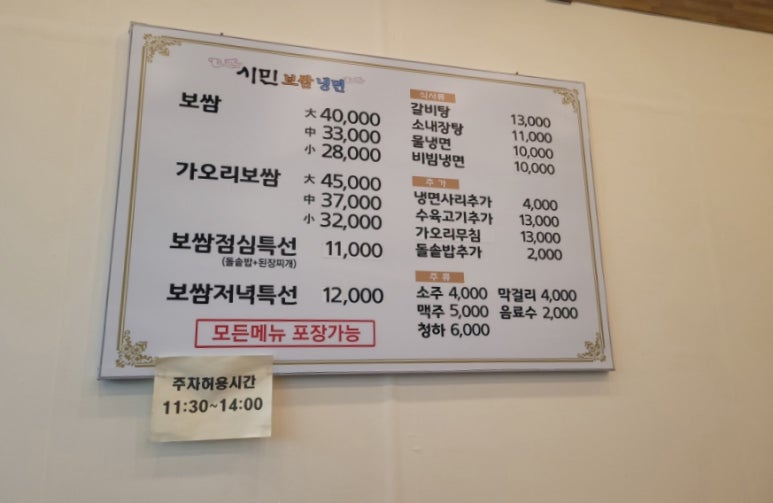 시민보쌈냉면
보쌈 大 40,000
中 33,000
小 28,000
가오리보쌈 大 45,000
中 37,000
小 32,000
보쌈점심특선 11,000
(돌솥밥+된장찌개)
보쌈저녁특선 12,000
모든메뉴 포장가능
식사류
갈비탕 13,000
소내장탕 11,000
물냉면 10,000
비빔냉면 10,000
추가
냉면사리추가 4,000
수육고기추가 13,000
가오리무침 13,000
돌솥밥추가 2,000
주류
소주 4,000 막걸리 4,000
맥주 5,000 음료수 2,000
청하 6,000
주차허용시간
11:30~14:00